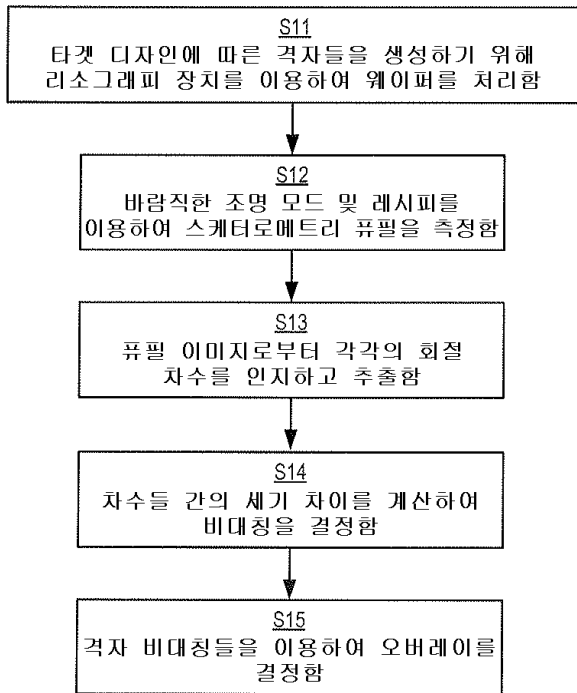 S11
타겟 디자인에 따른 격자들을 생성하기 위해
리소그래피 장치를 이용하여 웨이퍼를 처리함
S12
바람직한 조명 모드 및 레시피를
이용하여 스케터로메트리 퓨필을 측정함
S13
퓨필 이미지로부터 각각의 회절
차수를 인지하고 추출함
S14
차수들 간의 세기 차이를 계산하여
비대칭을 결정함
S15
격자 비대칭들을 이용하여 오버레이를
결정함